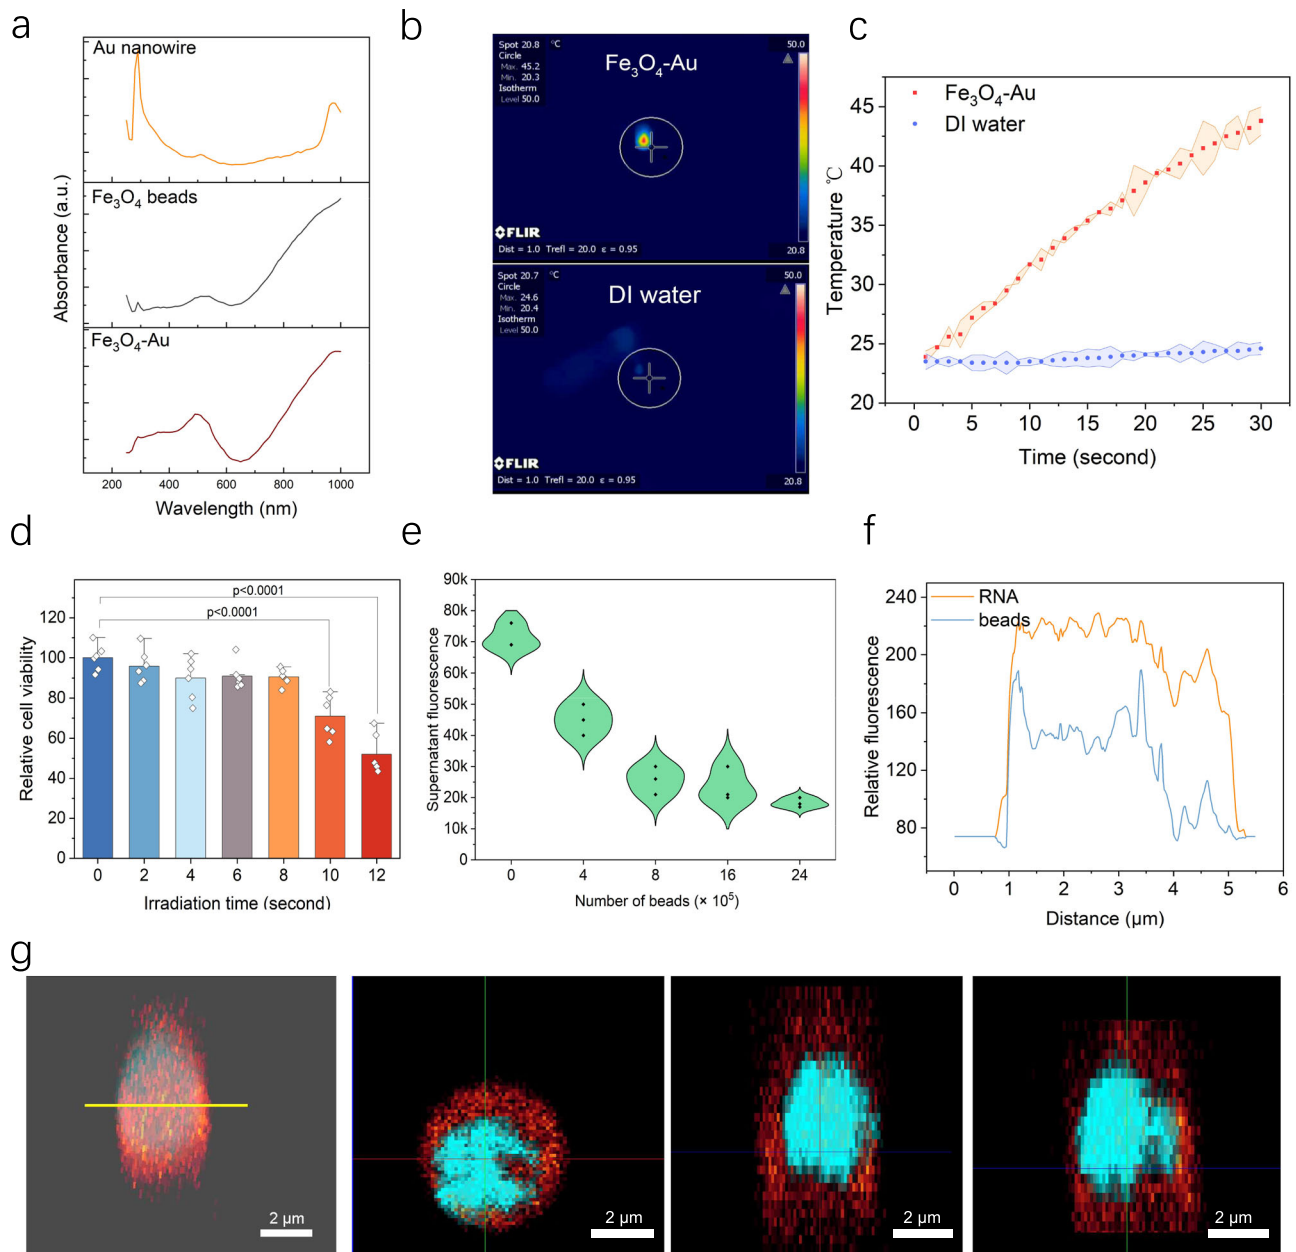 a
Au nanowire
Fe3O4 beads
Fe3O4-Au
Absorbance (a.u.)
200 400 600 800 1000
Wavelength (nm)
b
Spot 20.8 °C
Circle
Max. 45.2
Min. 20.3
Isotherm
Level 50.0
Fe3O4-Au
50.0
FLIR
Dist = 1.0 Trefl = 20.0 ε = 0.95
20.8
Spot 20.7 °C
Circle
Max. 24.6
Min. 20.4
Isotherm
Level 50.0
DI water
50.0
FLIR
Dist = 1.0 Trefl = 20.0 ε = 0.95
20.8
c
Fe3O4-Au
DI water
45
40
35
30
25
20
Temperature ℃
0 5 10 15 20 25 30
Time (second)
d
p<0.0001
p<0.0001
120
100
80
60
40
20
0
Relative cell viability
0 2 4 6 8 10 12
Irradiation time (second)
e
90k
80k
70k
60k
50k
40k
30k
20k
10k
0
Supernatant fluorescence
0 4 8 16 24
Number of beads (× 10⁵)
f
RNA
beads
240
200
160
120
80
Relative fluorescence
0 1 2 3 4 5 6
Distance (μm)
g
2 μm
2 μm
2 μm
2 μm